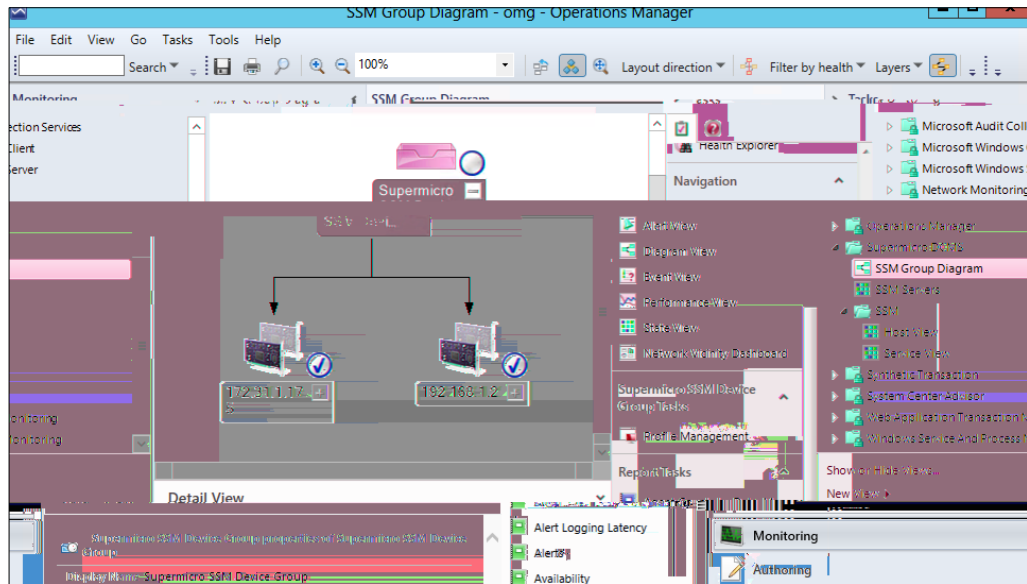 SSM Group Diagram - omg - Operations Manager
File Edit View Go Tasks Tools Help
Search 100% Layout direction Filter by health Layers
Monitoring SSM Group Diagram Tasks
ection Services
Client
Server
Supermicro
Health Explorer
Navigation
Alert View
Diagram View
Event View
Performance View
State View
Network Vicinity Dashboard
Supermicro SSM Device
Group Tasks
Profile Management
Report Tasks
Microsoft Audit Coll
Microsoft Windows
Microsoft Windows
Network Monitoring
Operations Manager
Supermicro
SSM Group Diagram
SSM Servers
SSM
Host View
Service View
Synthetic Transaction
System Center Advisor
Web Application Transaction
Windows Service And Process
Show or Hide Views...
New View
172.31.1.17
192.168.1.2
onitoring
onitoring
Detail View
Supermicro SSM Device Group properties of Supermicro SSM Device
Group
Display Name Supermicro SSM Device Group
Alert Logging Latency
Alerts
Availability
Monitoring
Authoring